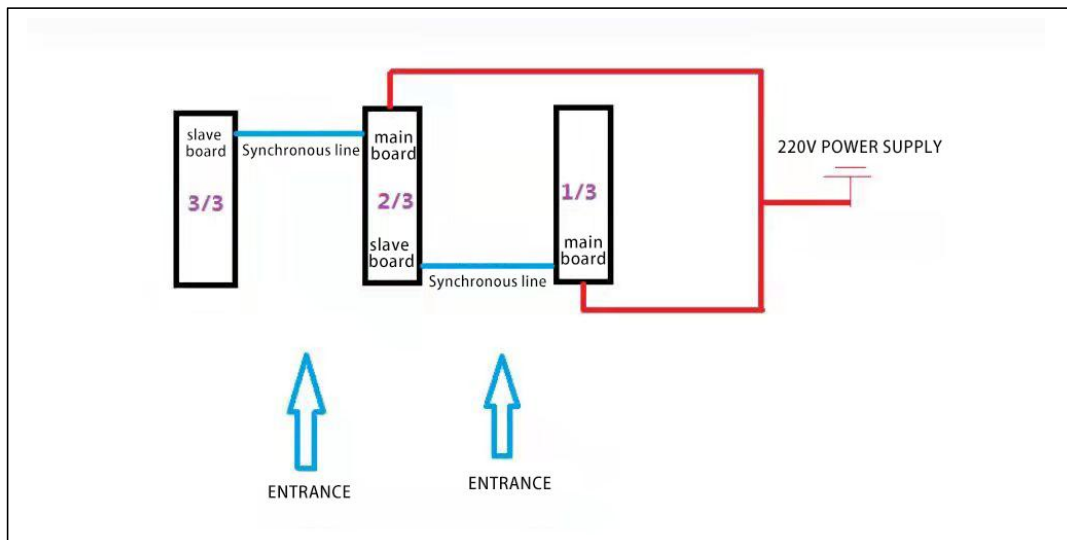 slave
board
Synchronous line
3/3
main
board
2/3
slave
board
Synchronous line
1/3
main
board
220V POWER SUPPLY
ENTRANCE
ENTRANCE